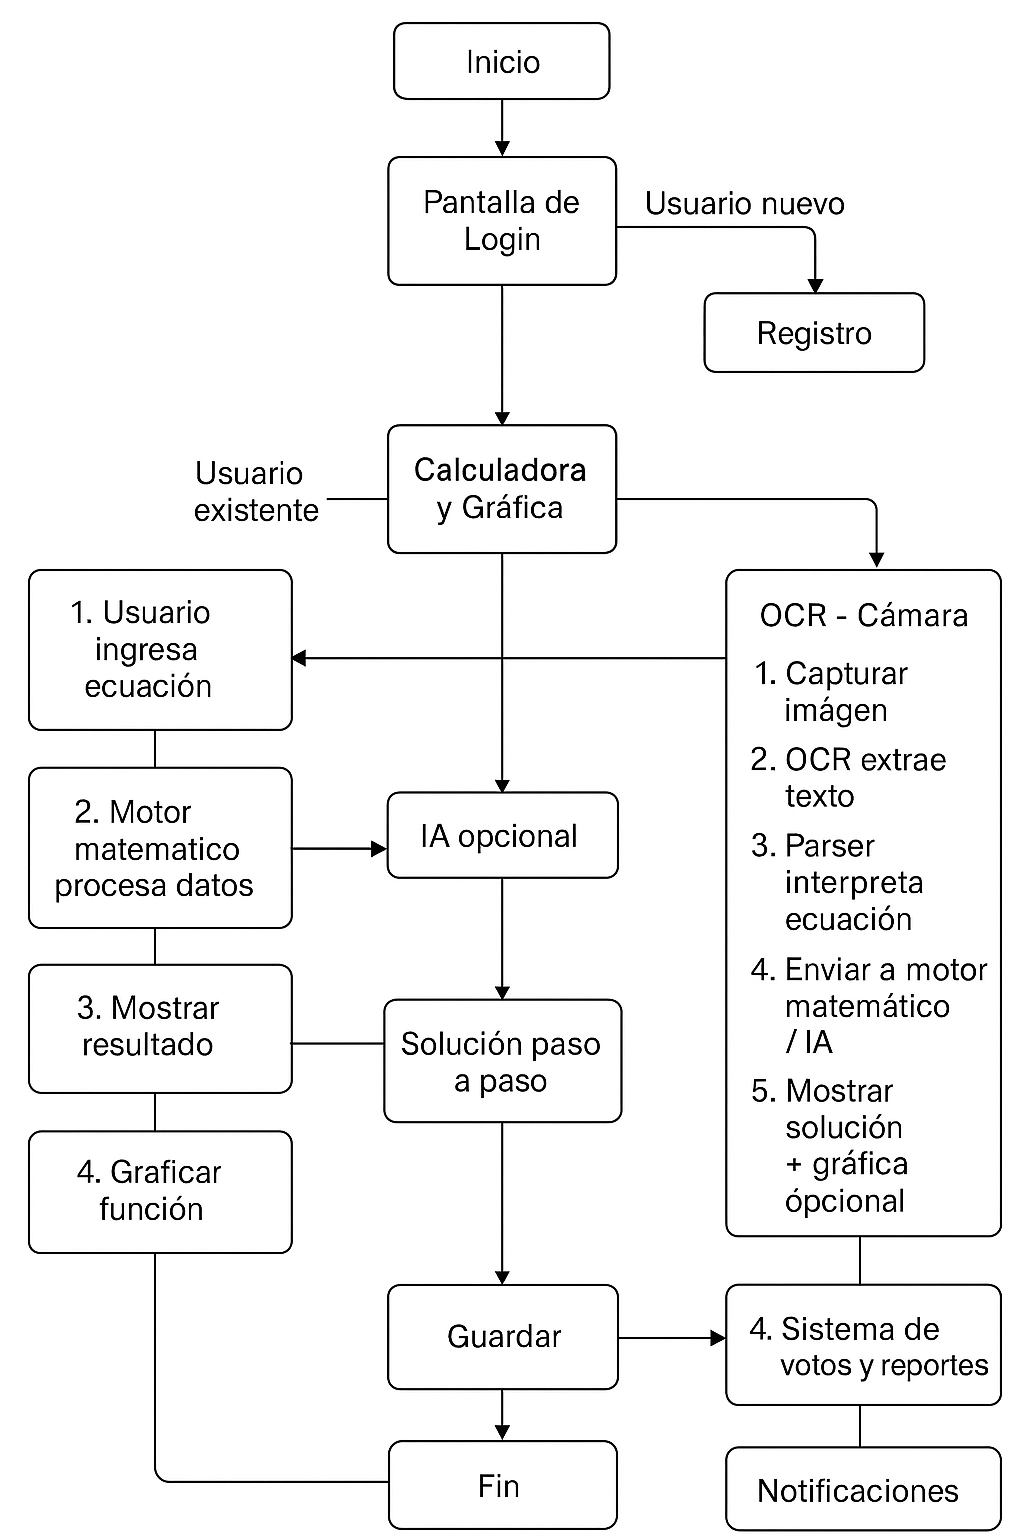 Inicio
Pantalla de
Login
Usuario nuevo
Registro
Usuario
existente
Calculadora
y Gráfica
1. Usuario
ingresa
ecuación
2. Motor
matematico
procesa datos
3. Mostrar
resultado
4. Graficar
función
IA opcional
Solución paso
a paso
Guardar
Fin
OCR - Cámara
1. Capturar
imágen
2. OCR extrae
texto
3. Parser
interpreta
ecuación
4. Enviar a motor
matemático
/ IA
5. Mostrar
solución
+ gráfica
ópcional
4. Sistema de
votos y reportes
Notificaciones